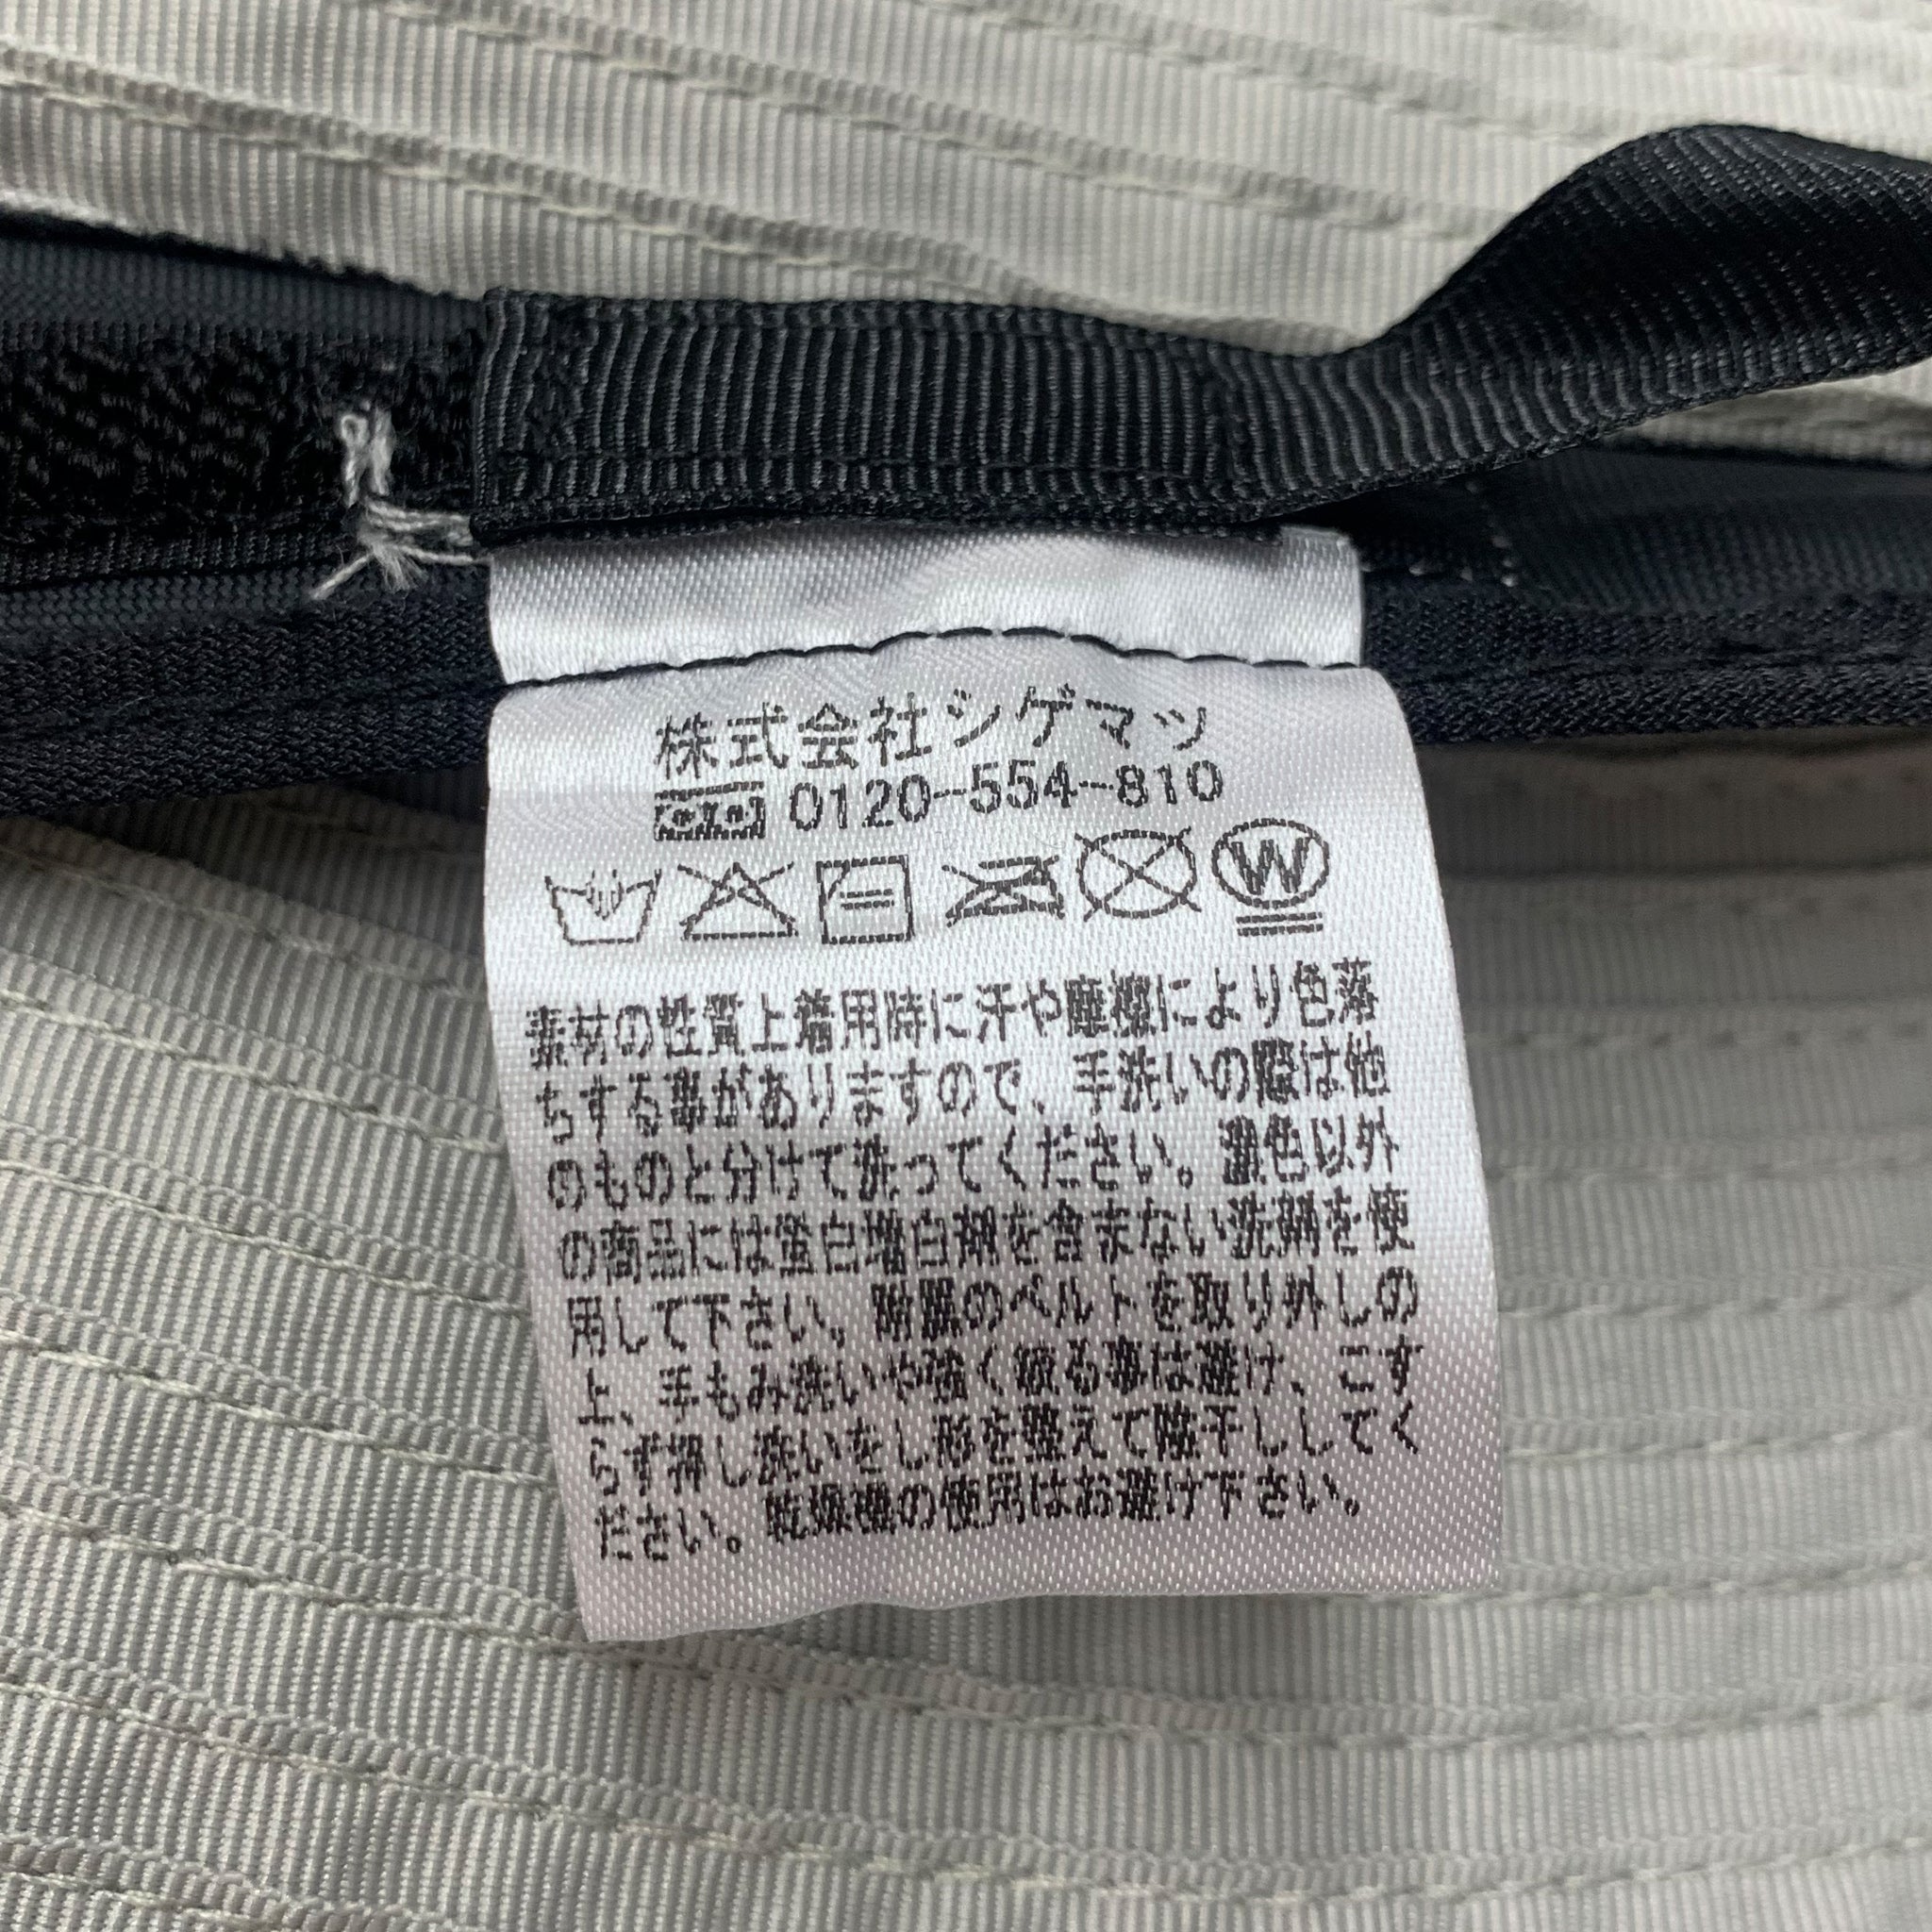 株式会社シゲマツ
0120-554-810
W
素材の性質上着用時に汗や摩擦により色落
ちする事がありますので、手洗いの際は他
のものと分けて洗ってください。濃色以外
の商品には蛍白増白剤を含まない洗剤を使
用して下さい。附属のベルトを取り外しの
上、手もみ洗いや強く絞る事は避け、こす
らず押し洗いをし形を整えて陰干ししてく
ださい。乾燥機の使用はお避け下さい。